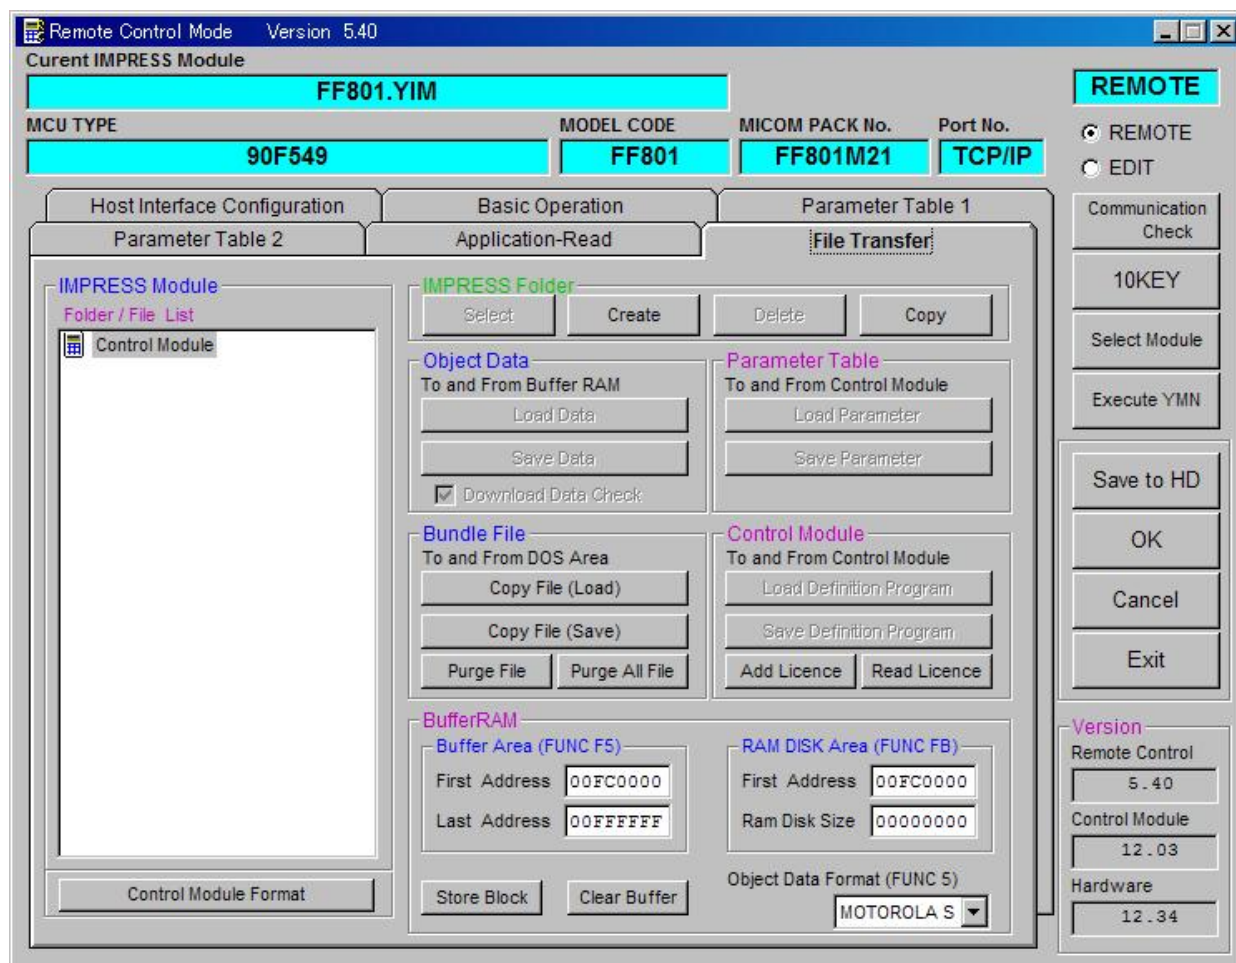 Remote Control Mode Version 5.40
Curent IMPRESS Module
FF801.YIM
REMOTE
MCU TYPE
MODEL CODE
MICOM PACK No.
Port No.
90F549
FF801
FF801M21
TCP/IP
REMOTE
EDIT
Host Interface Configuration
Basic Operation
Parameter Table 1
Parameter Table 2
Application-Read
File Transfer
Communication
Check
10KEY
Select Module
Execute YMN
IMPRESS Module
Folder / File List
Control Module
Control Module Format
IMPRESS Folder
Select
Create
Delete
Copy
Object Data
To and From Buffer RAM
Load Data
Save Data
Download Data Check
Parameter Table
To and From Control Module
Load Parameter
Save Parameter
Bundle File
To and From DOS Area
Copy File (Load)
Copy File (Save)
Purge File
Purge All File
Control Module
To and From Control Module
Load Definition Program
Save Definition Program
Add Licence
Read Licence
BufferRAM
Buffer Area (FUNC F5)
First Address 00FC0000
Last Address 00FFFFFF
RAM DISK Area (FUNC FB)
First Address 00FC0000
Ram Disk Size 00000000
Store Block
Clear Buffer
Object Data Format (FUNC 5)
MOTOROLA S
Save to HD
OK
Cancel
Exit
Version
Remote Control
5.40
Control Module
12.03
Hardware
12.34